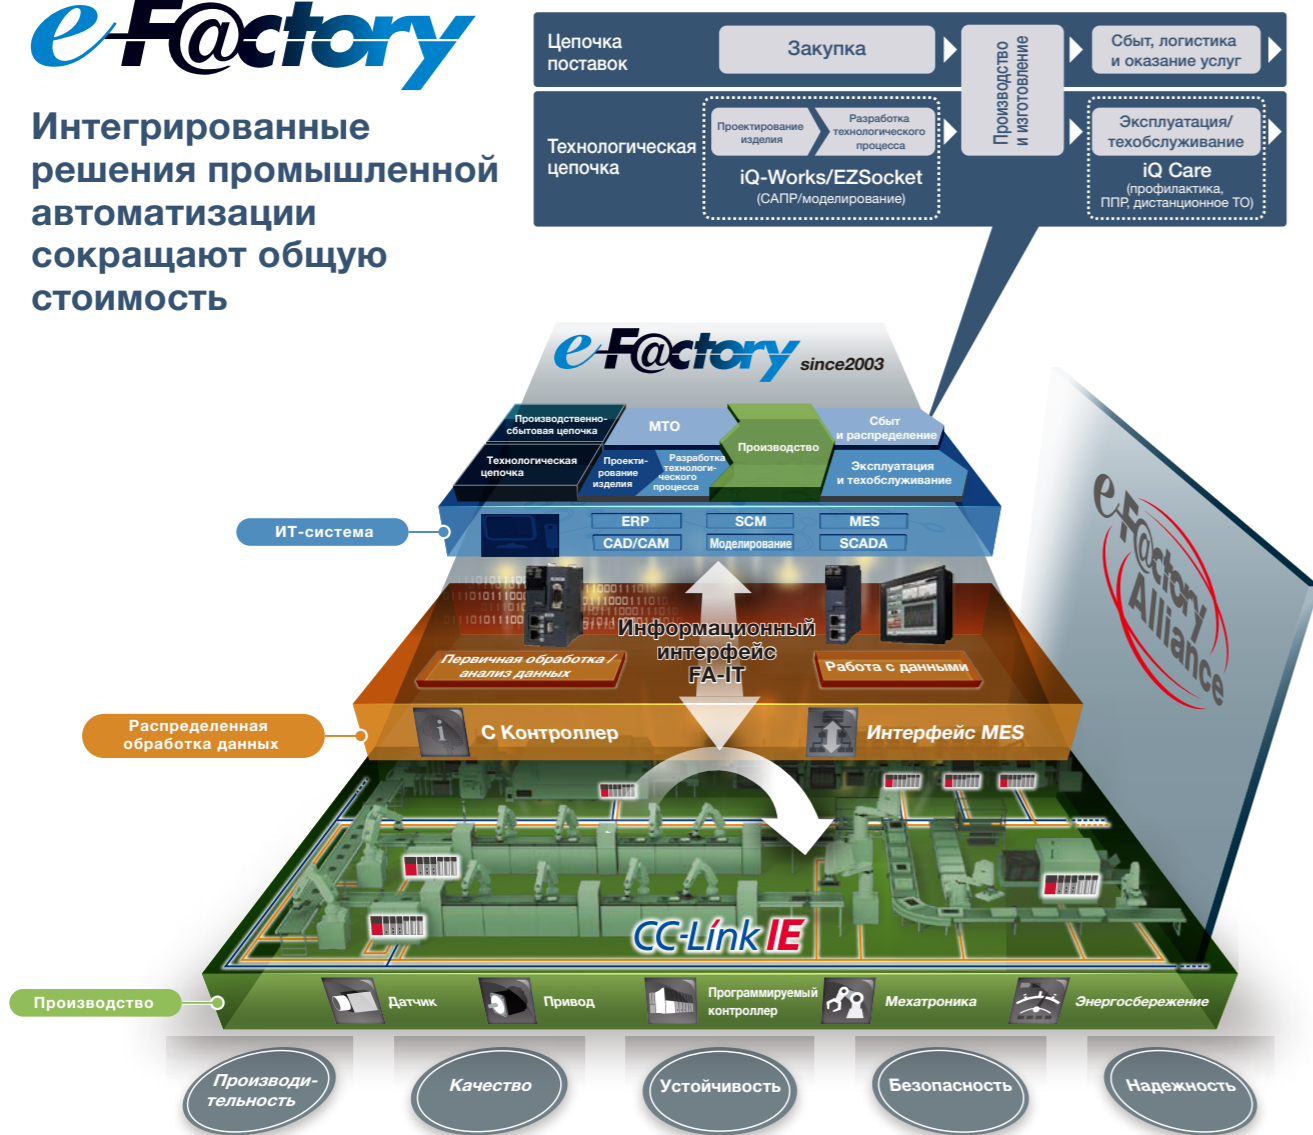 e-F@ctory
Интегрированные
решения промышленной
автоматизации
сокращают общую
стоимость
Цепочка
поставок
Закупка
Производство
и изготовление
Сбыт, логистика
и оказание услуг
Технологическая
цепочка
Проектирование
изделия
Разработка
технологического
процесса
iQ-Works/EZSocket
(САПР/моделирование)
Эксплуатация/
техобслуживание
iQ Care
(профилактика,
ППР, дистанционное ТО)
e-F@ctory since2003
Производственно-
сбытовая цепочка
МТО
Производство
Сбыт
и распределение
Технологическая
цепочка
Проекти-
рование
изделия
Разработка
технологи-
ческого
процесса
Эксплуатация
и техобслуживание
ИТ-система
ERP
SCM
MES
CAD/CAM
Моделирование
SCADA
Информационный
интерфейс
FA-IT
Первичная обработка /
анализ данных
Работа с данными
Распределенная
обработка данных
С Контроллер
Интерфейс MES
e-F@ctory
Alliance
CC-Link IE
Производство
Датчик
Привод
Программируемый
контроллер
Мехатроника
Энергосбережение
Производи-
тельность
Качество
Устойчивость
Безопасность
Надежность